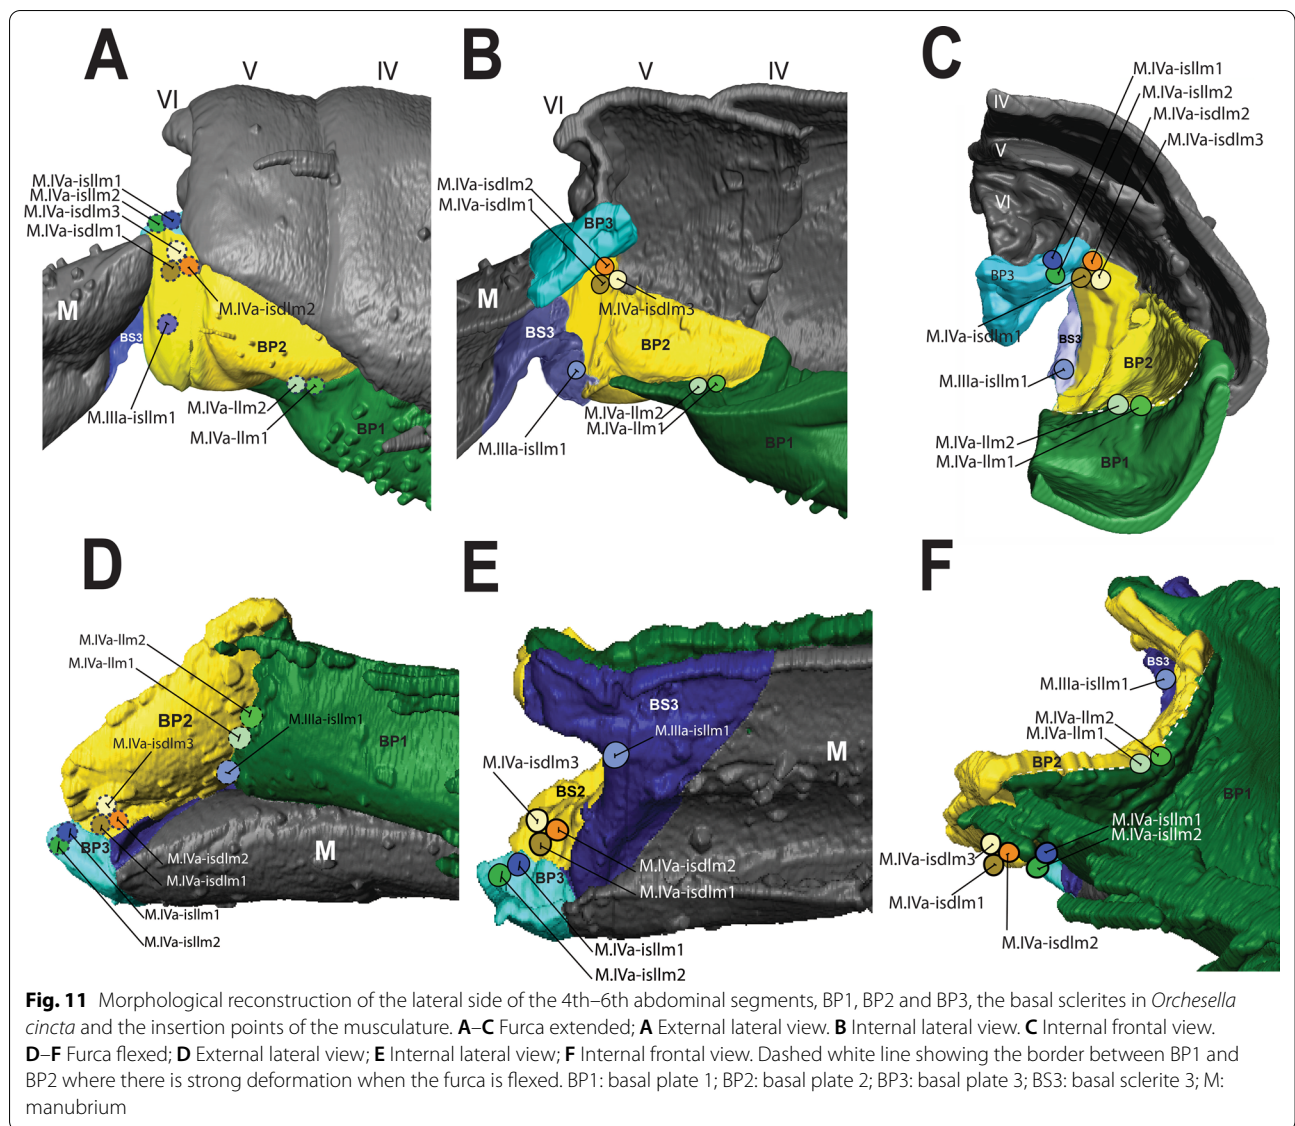 A
V
IV
VI
M.IVa-isllm1
M.IVa-isllm2
M.IVa-isdlm3
M.IVa-isdlm1
M
M.IVa-isdlm2
BS3
BP2
M.IIIa-isllm1
M.IVa-llm2
M.IVa-llm1
BP1
B
V
IV
VI
M.IVa-isdlm2
M.IVa-isdlm1
BP3
M
M.IVa-isdlm3
BS3
BP2
M.IVa-llm2
M.IVa-llm1
M.IIIa-isllm1
BP1
C
M.IVa-isllm1
M.IVa-isllm2
M.IVa-isdlm2
M.IVa-isdlm3
IV
V
VI
BP3
M.IVa-isdlm1
BS3
BP2
M.IIIa-isllm1
M.IVa-llm2
M.IVa-llm1
BP1
D
M.IVa-llm2
M.IVa-llm1
BP2
M.IIIa-isllm1
M.IVa-isdlm3
BP1
BP3
M
M.IVa-isdlm2
M.IVa-isdlm1
M.IVa-isllm1
M.IVa-isllm2
E
BS3
M.IIIa-isllm1
M.IVa-isdlm3
M
BS2
BP3
M.IVa-isdlm2
M.IVa-isdlm1
M.IVa-isllm1
M.IVa-isllm2
F
BS3
M.IIIa-isllm1
M.IVa-llm2
M.IVa-llm1
BP2
BP1
M.IVa-isllm1
M.IVa-isllm2
M.IVa-isdlm3
M.IVa-isdlm1
M.IVa-isdlm2
Fig. 11 Morphological reconstruction of the lateral side of the 4th–6th abdominal segments, BP1, BP2 and BP3, the basal sclerites in Orchesella
cincta and the insertion points of the musculature. A–C Furca extended; A External lateral view. B Internal lateral view. C Internal frontal view.
D–F Furca flexed; D External lateral view; E Internal lateral view; F Internal frontal view. Dashed white line showing the border between BP1 and
BP2 where there is strong deformation when the furca is flexed. BP1: basal plate 1; BP2: basal plate 2; BP3: basal plate 3; BS3: basal sclerite 3; M:
manubrium